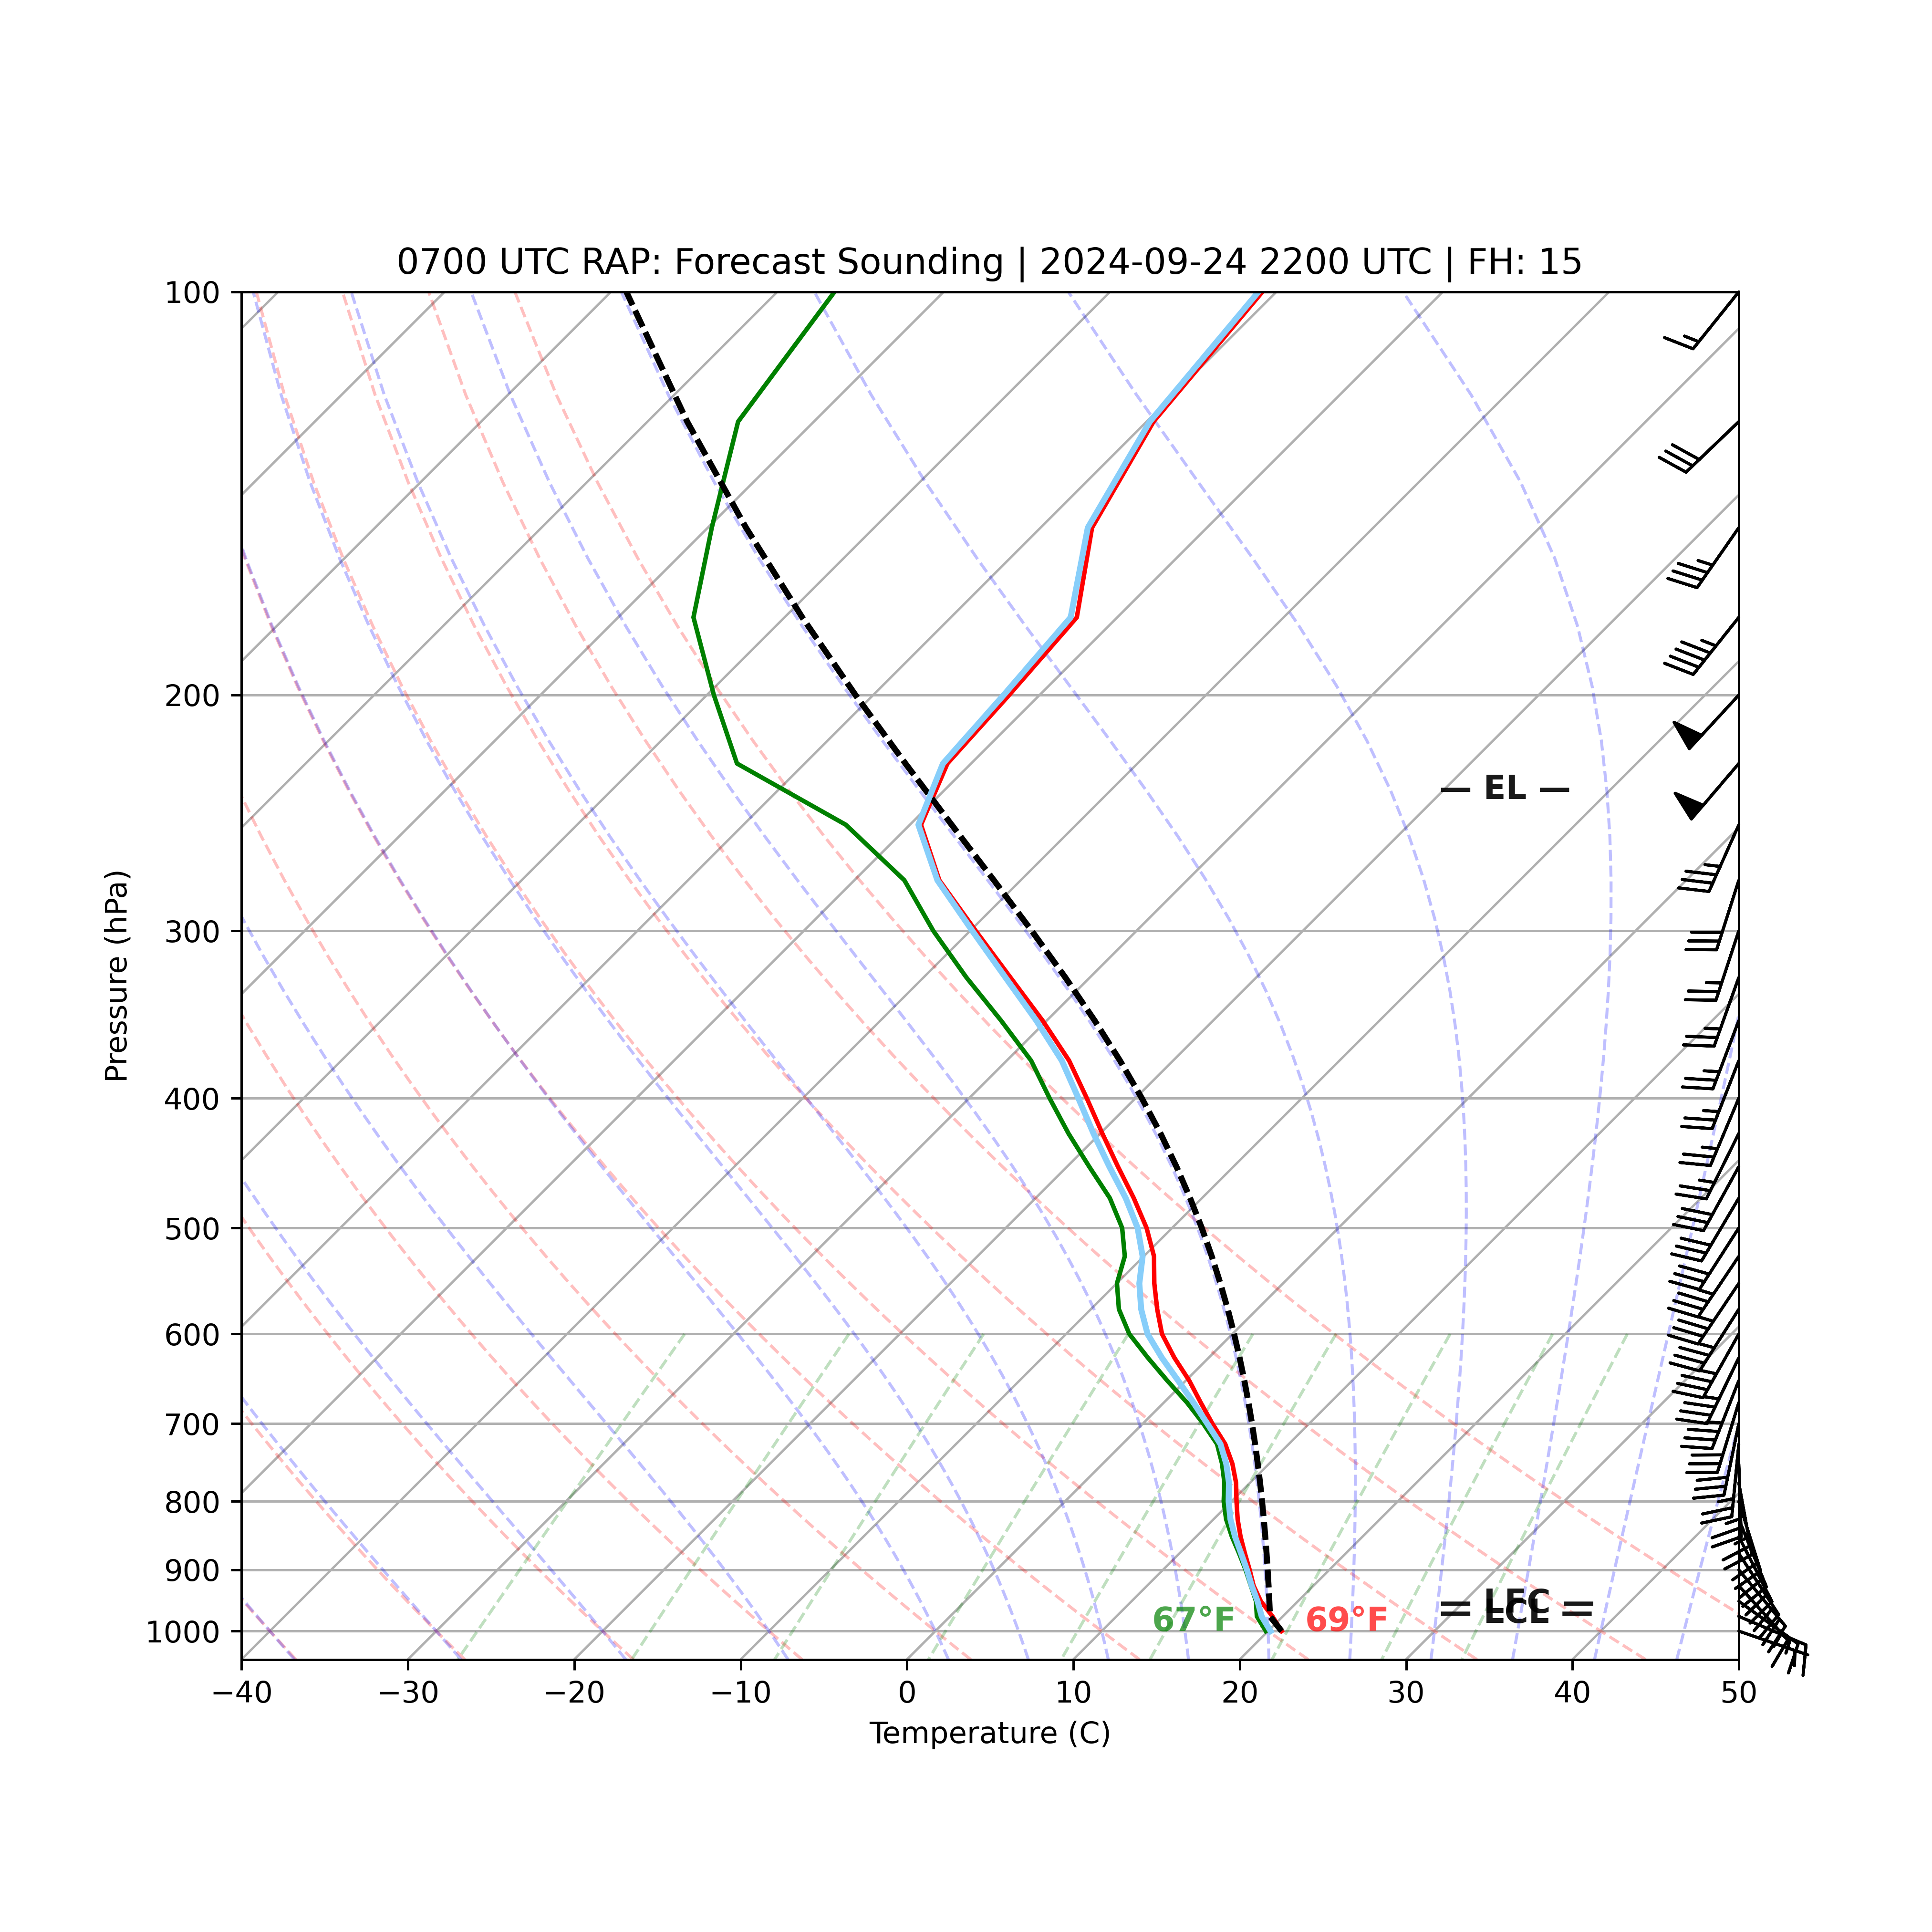 0700 UTC RAP: Forecast Sounding | 2024-09-24 2200 UTC | FH: 15
100
200
— EL —
Pressure (hPa)
300
400
500
600
700
800
900
— LFC —
— LCL —
67°F 69°F
1000
−40 −30 −20 −10 0 10 20 30 40 50
Temperature (C)